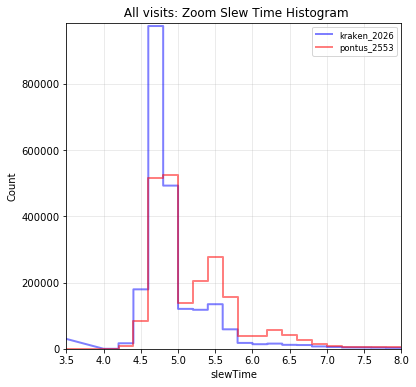 All visits: Zoom Slew Time Histogram
kraken_2026
pontus_2553
800000
600000
400000
200000
0
Count
3.5 4.0 4.5 5.0 5.5 6.0 6.5 7.0 7.5 8.0
slewTime